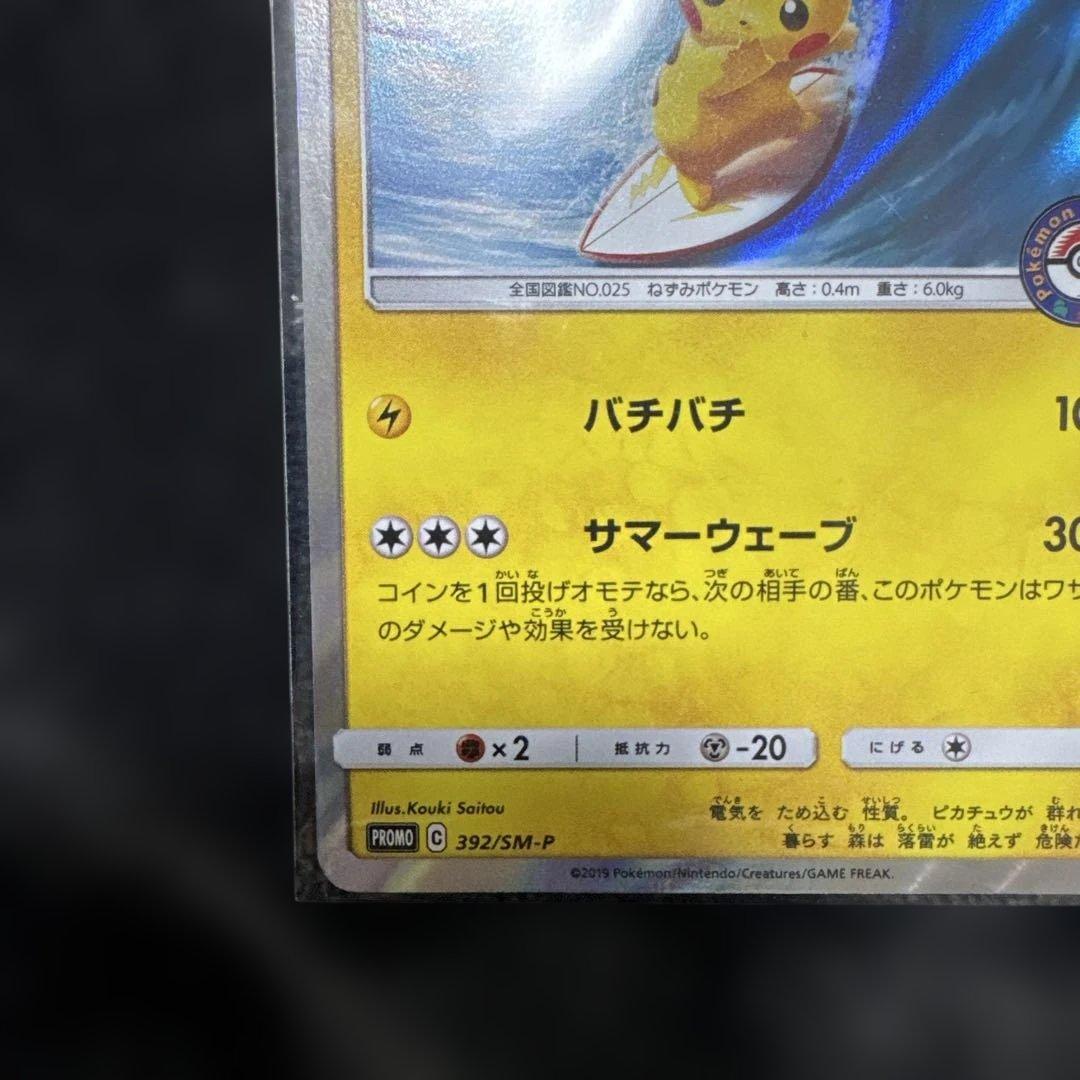 全国図鑑NO.025 ねずみポケモン 高さ:0.4m 重さ:6.0kg
Pokémon
バチバチ 10
サマーウェーブ 30
コインを1回投げオモテなら、次の相手の番、このポケモンはワザ
のダメージや効果を受けない。
弱点 ×2 抵抗力 -20 にげる
Illus.Kouki Saitou
電気を ため込む 性質。 ピカチュウが 群れ
暮らす 森は 落雷が 絶えず 危険
PROMO C 392/SM-P
©2019 Pokémon/Nintendo/Creatures/GAME FREAK.